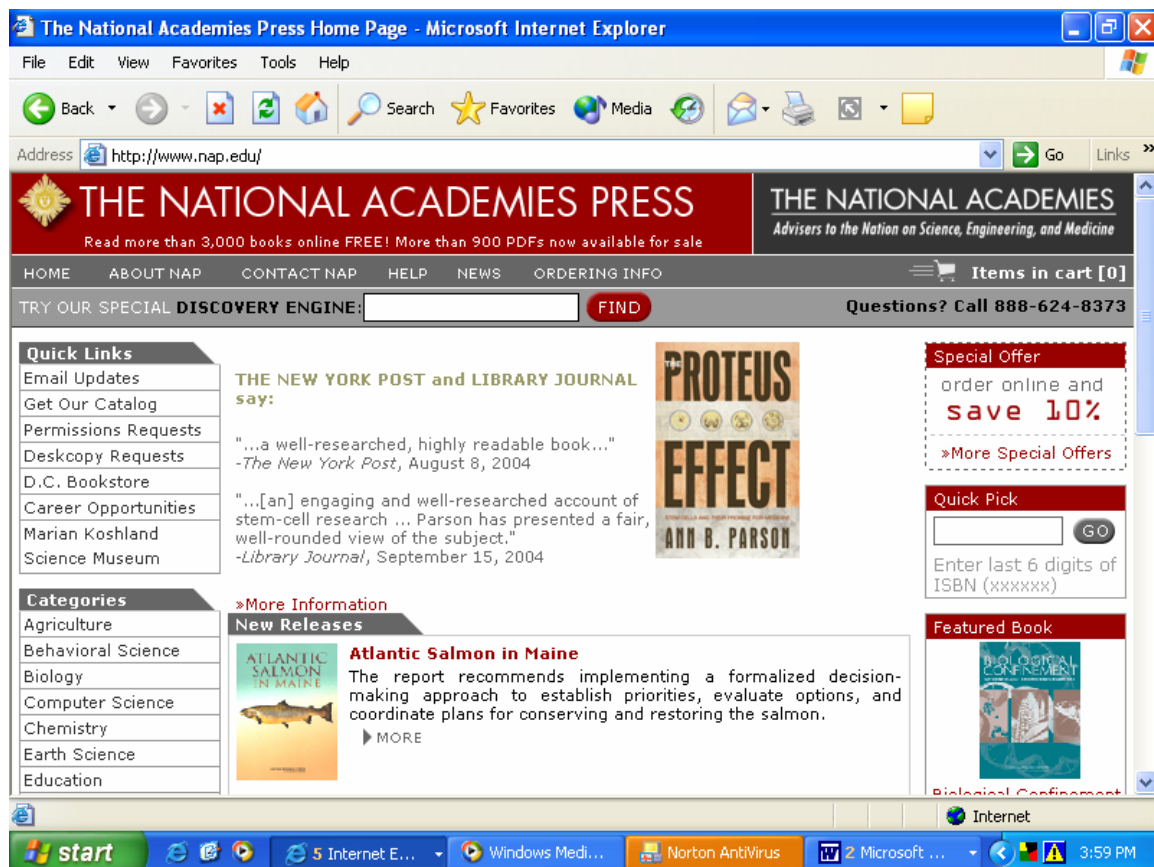 The National Academies Press Home Page - Microsoft Internet Explorer
File Edit View Favorites Tools Help
Back Search Favorites Media
Address http://www.nap.edu/ Go Links »
THE NATIONAL ACADEMIES PRESS
Read more than 3,000 books online FREE! More than 900 PDFs now available for sale
THE NATIONAL ACADEMIES
Advisers to the Nation on Science, Engineering, and Medicine
HOME ABOUT NAP CONTACT NAP HELP NEWS ORDERING INFO Items in cart [0]
TRY OUR SPECIAL DISCOVERY ENGINE: FIND Questions? Call 888-624-8373
Quick Links
Email Updates
Get Our Catalog
Permissions Requests
Deskcopy Requests
D.C. Bookstore
Career Opportunities
Marian Koshland
Science Museum
Categories
Agriculture
Behavioral Science
Biology
Computer Science
Chemistry
Earth Science
Education
THE NEW YORK POST and LIBRARY JOURNAL
say:
"...a well-researched, highly readable book..."
-The New York Post, August 8, 2004
"...[an] engaging and well-researched account of
stem-cell research ... Parson has presented a fair,
well-rounded view of the subject."
-Library Journal, September 15, 2004
»More Information
THE PROTEUS
EFFECT
STEM CELLS AND THEIR PROMISE FOR MEDICINE
ANN B. PARSON
New Releases
ATLANTIC
SALMON
IN MAINE
Atlantic Salmon in Maine
The report recommends implementing a formalized decision-
making approach to establish priorities, evaluate options, and
coordinate plans for conserving and restoring the salmon.
MORE
Special Offer
order online and
save 10%
»More Special Offers
Quick Pick
GO
Enter last 6 digits of
ISBN (xxxxxx)
Featured Book
BIOLOGICAL
CONFINEMENT
Biological Confinement
Internet
start 5 Internet E... Windows Medi... Norton AntiVirus 2 Microsoft ... 3:59 PM